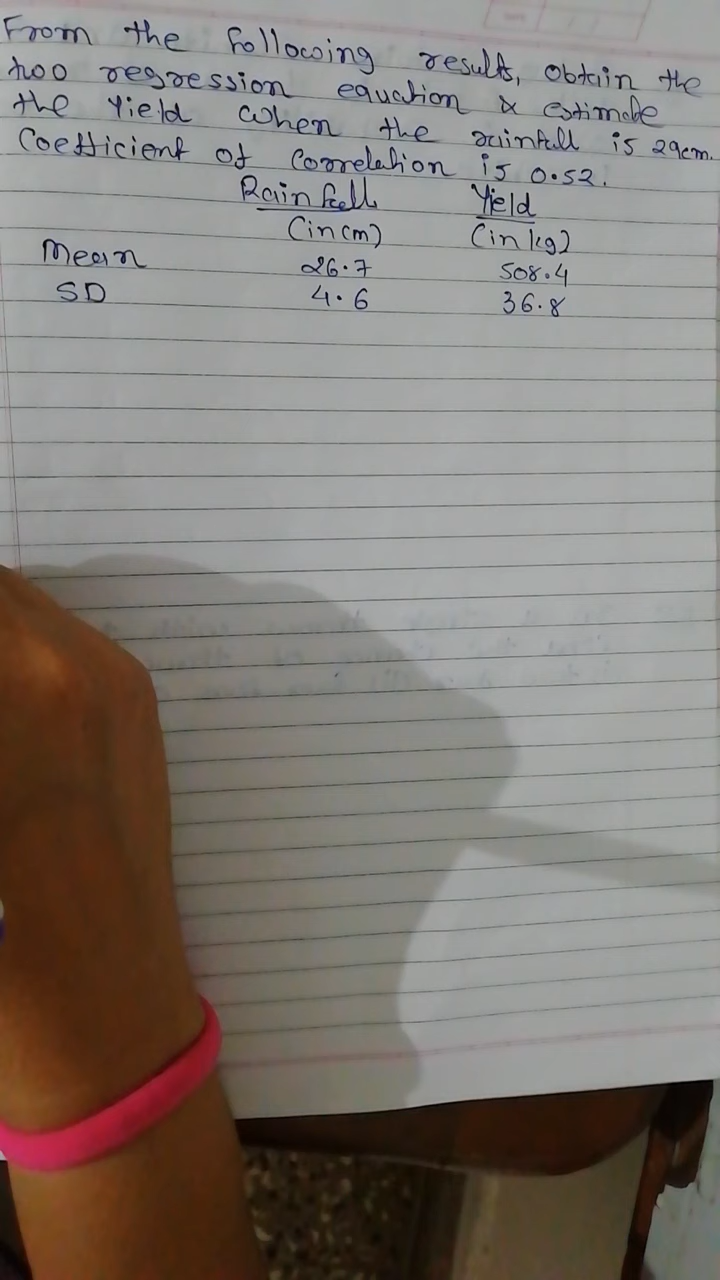 From the following results, obtain the
two regression equation & estimate
the yield when the rainfall is 29cm.
Coefficient of Correlation is 0.52.
Rainfall Yield
(in cm) (in kg)
Mean 26.7 508.4
SD 4.6 36.8